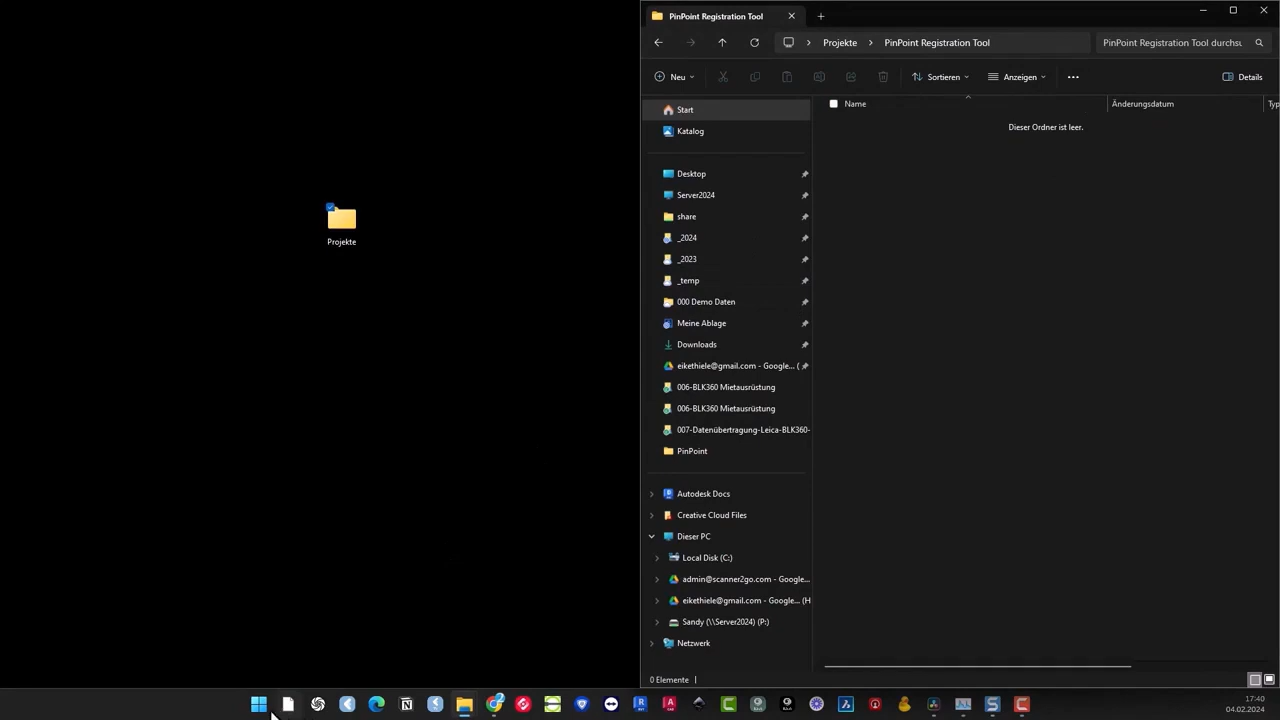 Projekte
PinPoint Registration Tool
Projekte
PinPoint Registration Tool
PinPoint Registration Tool durchsu
Neu
Sortieren
Anzeigen
Details
Start
Katalog
Desktop
Server2024
share
_2024
_2023
_temp
000 Demo Daten
Meine Ablage
Downloads
eikethiele@gmail.com - Google... (
006-BLK360 Mietausrüstung
006-BLK360 Mietausrüstung
007-Datenübertragung-Leica-BLK360-
PinPoint
Autodesk Docs
Creative Cloud Files
Dieser PC
Local Disk (C:)
admin@scanner2go.com - Google...
eikethiele@gmail.com - Google... (H
Sandy (\\Server2024) (P:)
Netzwerk
Name
Änderungsdatum
Typ
Dieser Ordner ist leer.
0 Elemente
17:40
04.02.2024